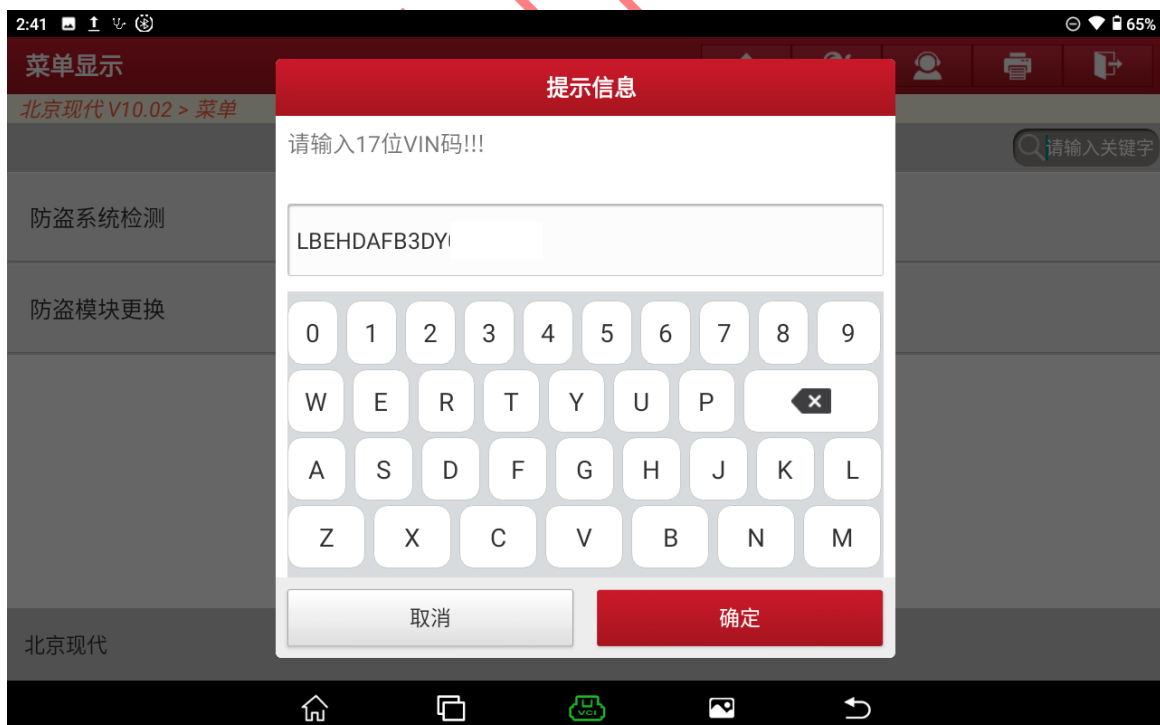 2:41
65%
菜单显示
北京现代 V10.02 > 菜单
提示信息
请输入17位VIN码!!!
请输入关键字
防盗系统检测
LBEHDAFB3DY
防盗模块更换
0 1 2 3 4 5 6 7 8 9
W E R T Y U P
A S D F G H J K L
Z X C V B N M
取消
确定
北京现代
VCI